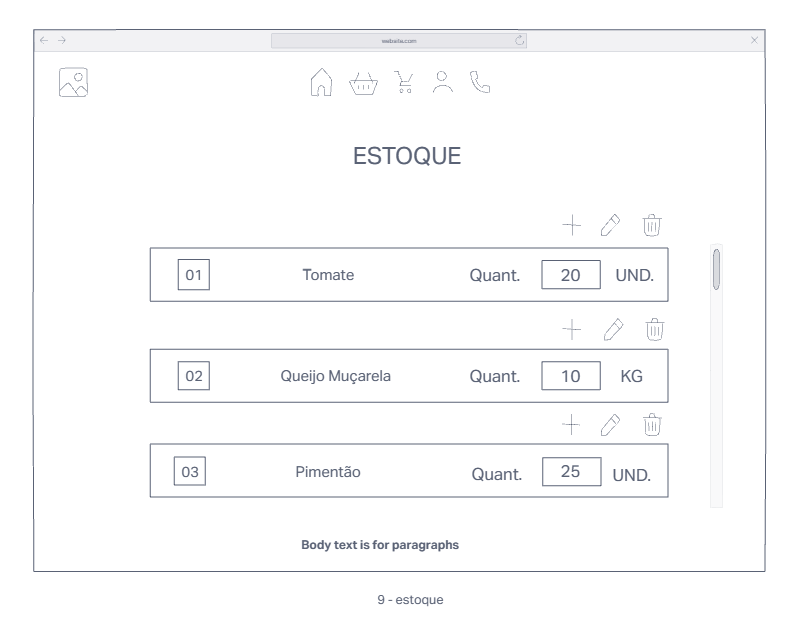 website.com
ESTOQUE
01 Tomate Quant. 20 UND.
02 Queijo Muçarela Quant. 10 KG
03 Pimentão Quant. 25 UND.
Body text is for paragraphs
9 - estoque